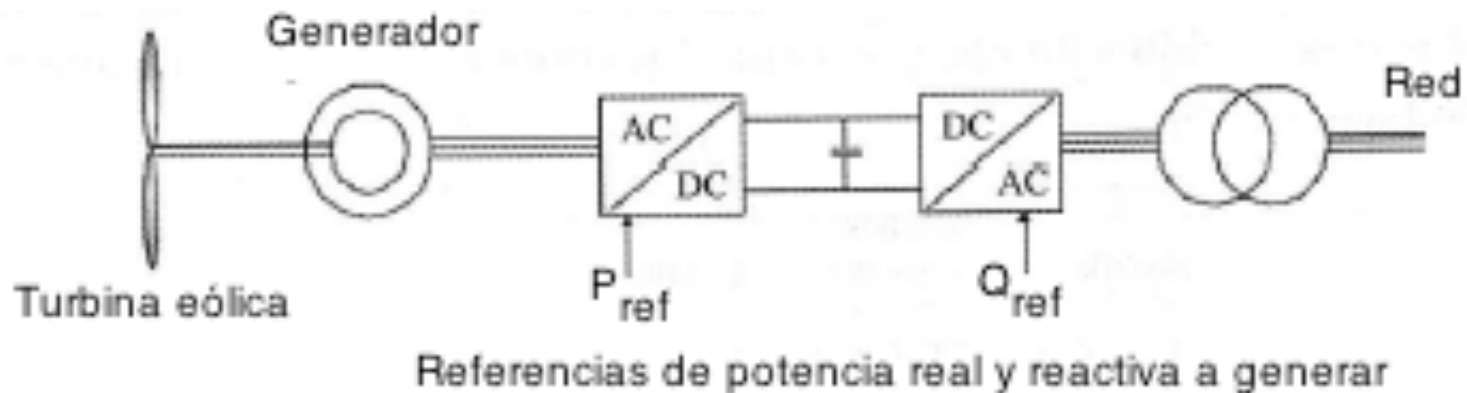 Generador
Red
AC
DC
DC
AC
Turbina eólica
Pref
Qref
Referencias de potencia real y reactiva a generar